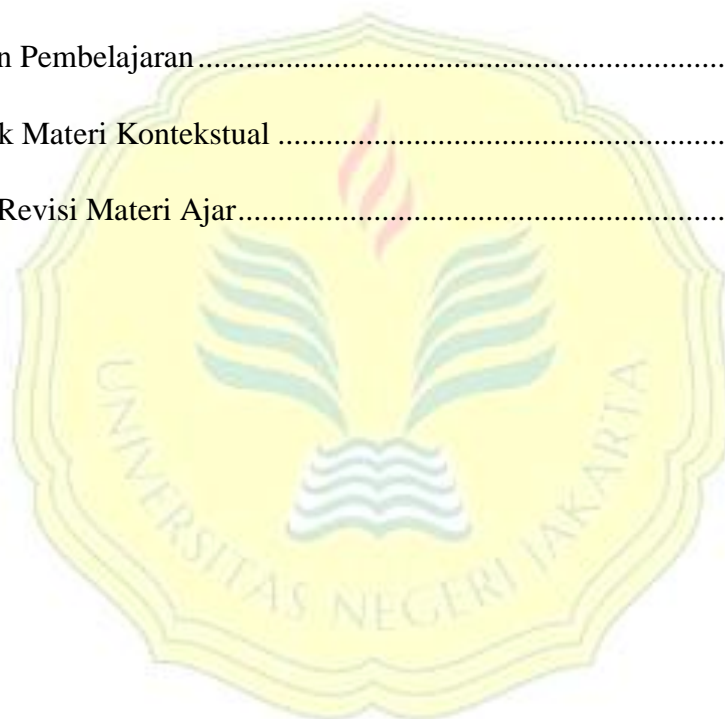 n Pembelajaran................................................................
k Materi Kontekstual ...................................................
Revisi Materi Ajar...........................................................
UNIVERSITAS NEGERI JAKARTA